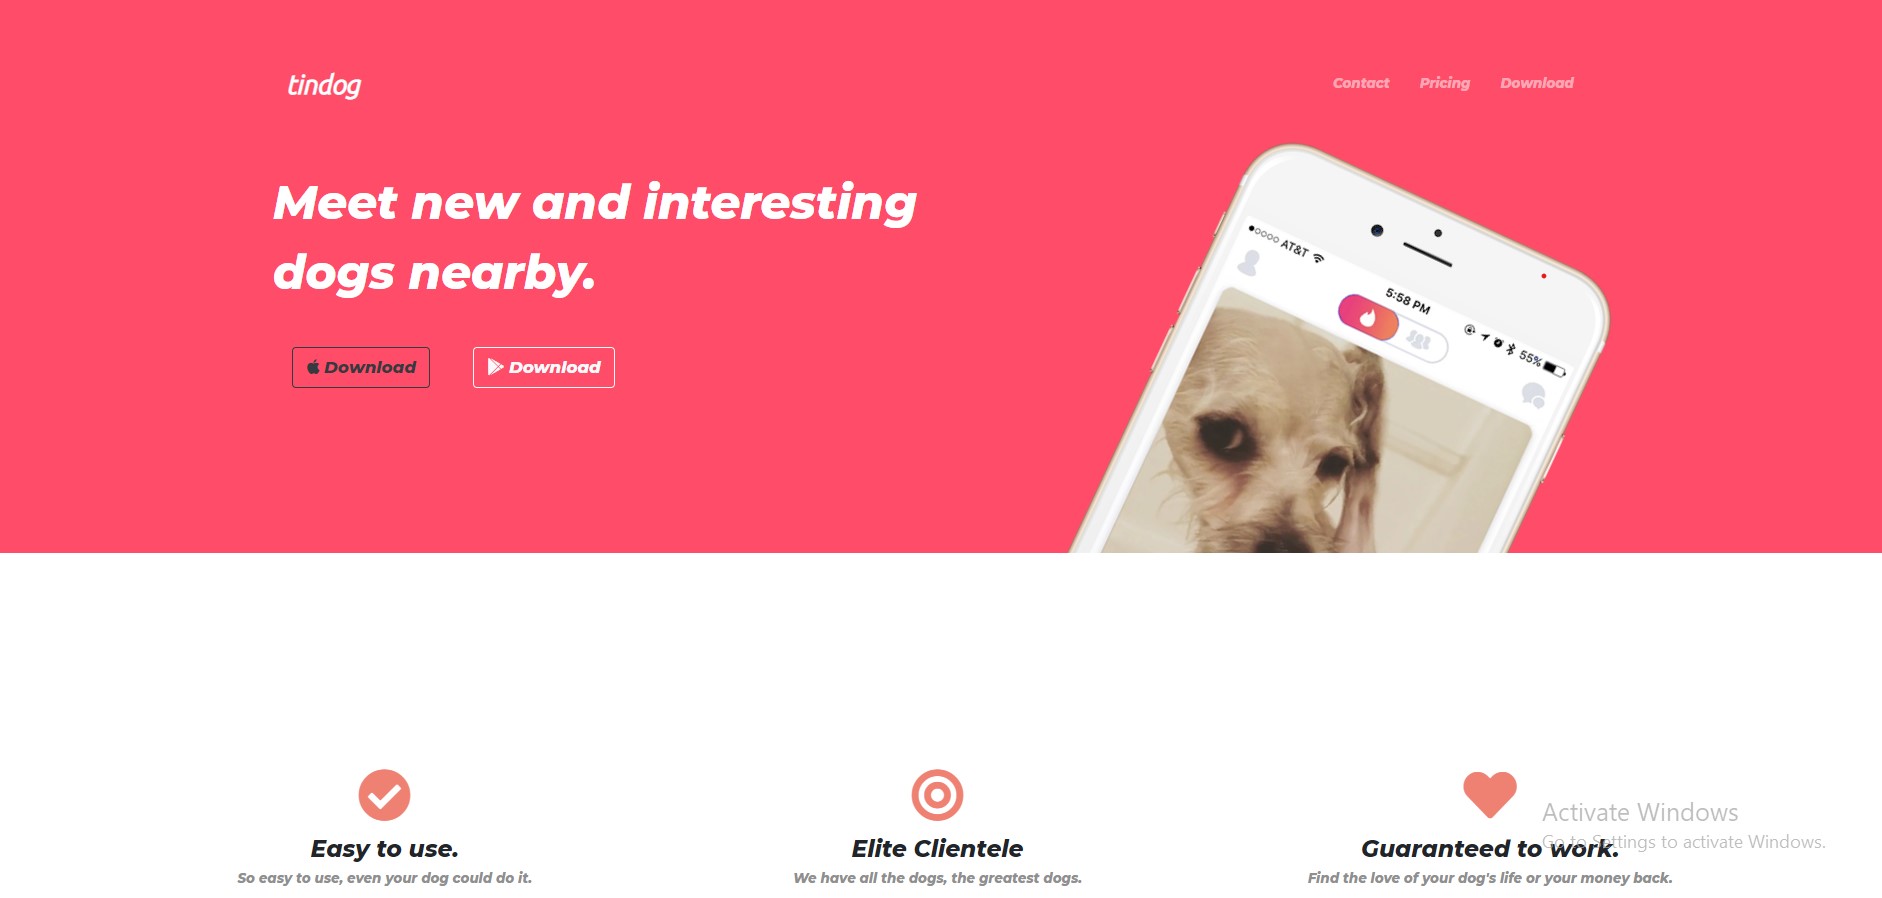 tindog
Contact Pricing Download
Meet new and interesting
dogs nearby.
Download Download
AT&T
5:58 PM
55%
Easy to use.
So easy to use, even your dog could do it.
Elite Clientele
We have all the dogs, the greatest dogs.
Guaranteed to work.
Find the love of your dog's life or your money back.
Activate Windows
Go to Settings to activate Windows.